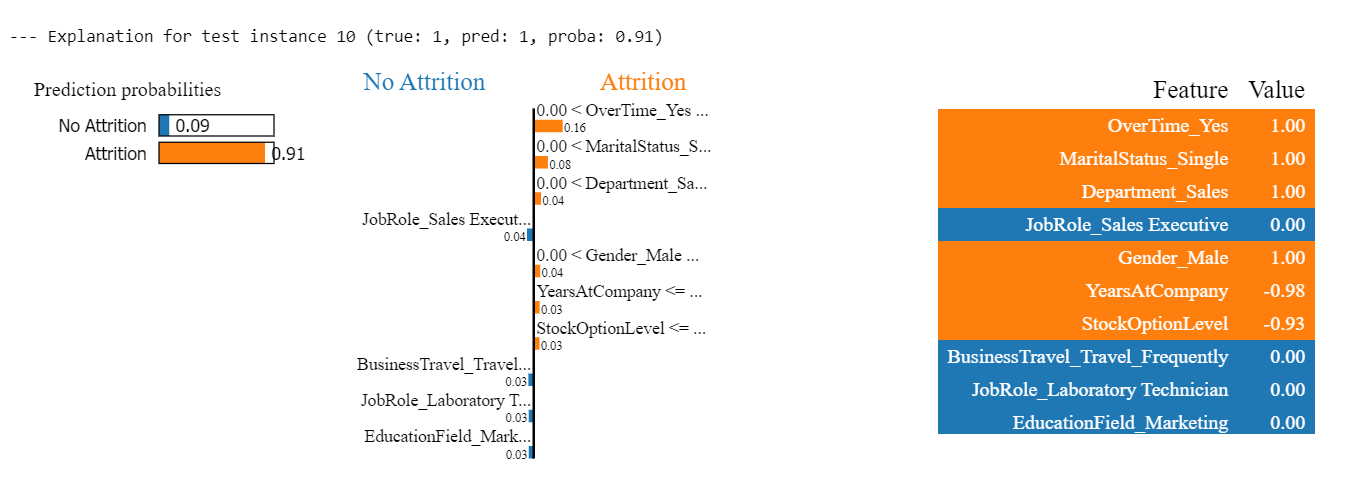 --- Explanation for test instance 10 (true: 1, pred: 1, proba: 0.91)
Prediction probabilities
No Attrition 0.09
Attrition 0.91
No Attrition Attrition
0.00 < OverTime_Yes ...
0.16
0.00 < MaritalStatus_S...
0.08
0.00 < Department_Sa...
0.04
JobRole_Sales Execut...
0.04
0.00 < Gender_Male ...
0.04
YearsAtCompany <= ...
0.03
StockOptionLevel <= ...
0.03
BusinessTravel_Travel...
0.03
JobRole_Laboratory T...
0.03
EducationField_Mark...
0.03
Feature Value
OverTime_Yes 1.00
MaritalStatus_Single 1.00
Department_Sales 1.00
JobRole_Sales Executive 0.00
Gender_Male 1.00
YearsAtCompany -0.98
StockOptionLevel -0.93
BusinessTravel_Travel_Frequently 0.00
JobRole_Laboratory Technician 0.00
EducationField_Marketing 0.00